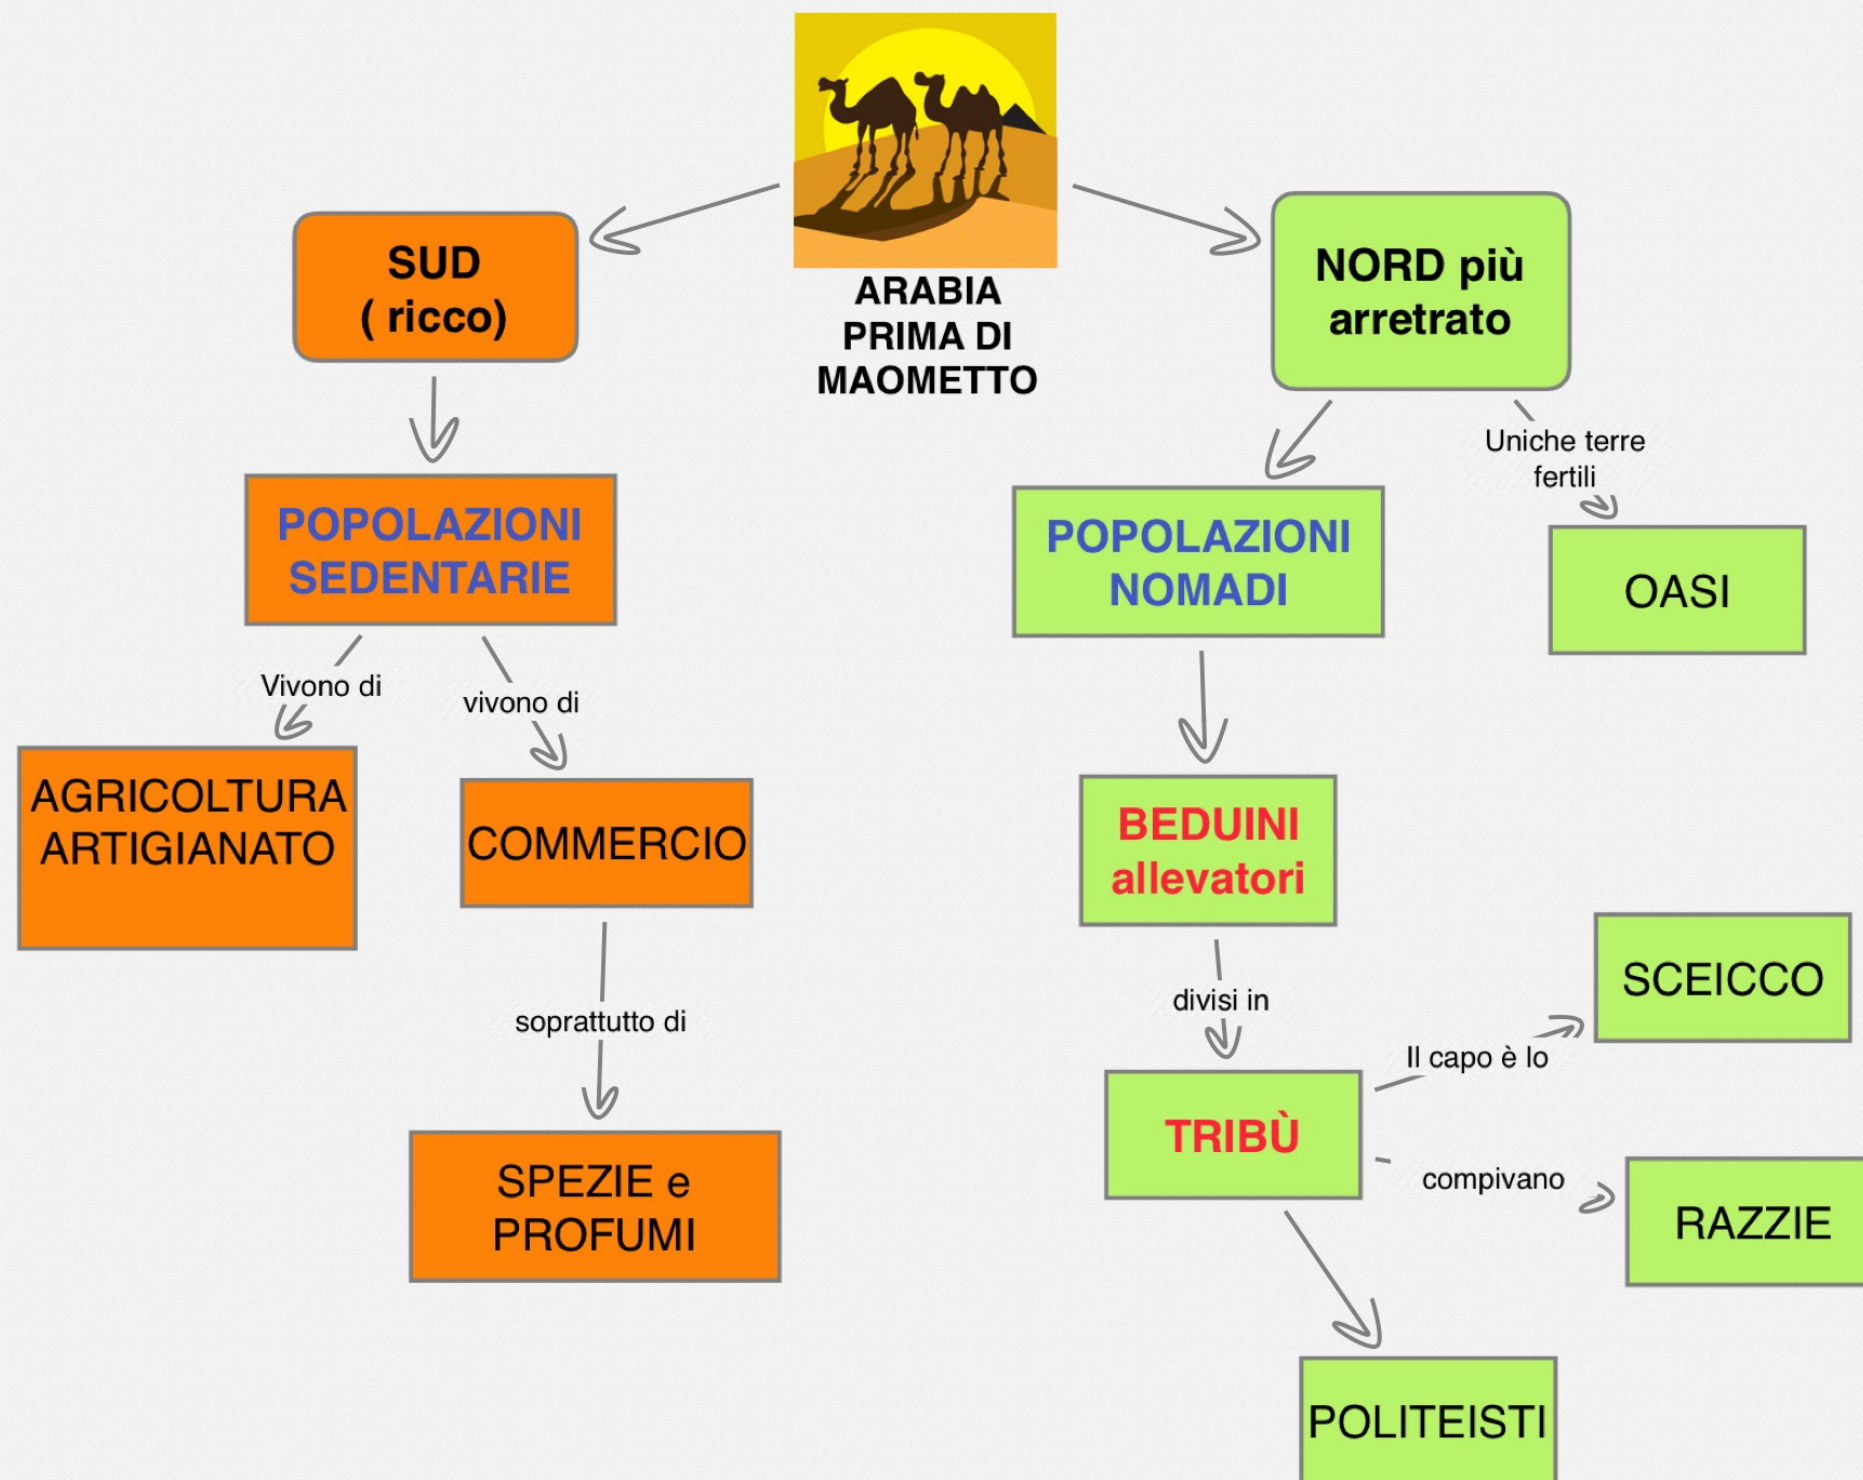 ARABIA
PRIMA DI
MAOMETTO
SUD
( ricco)
POPOLAZIONI
SEDENTARIE
Vivono di
AGRICOLTURA
ARTIGIANATO
vivono di
COMMERCIO
soprattutto di
SPEZIE e
PROFUMI
NORD più
arretrato
Uniche terre
fertili
OASI
POPOLAZIONI
NOMADI
BEDUINI
allevatori
divisi in
TRIBÙ
Il capo è lo
SCEICCO
compivano
RAZZIE
POLITEISTI